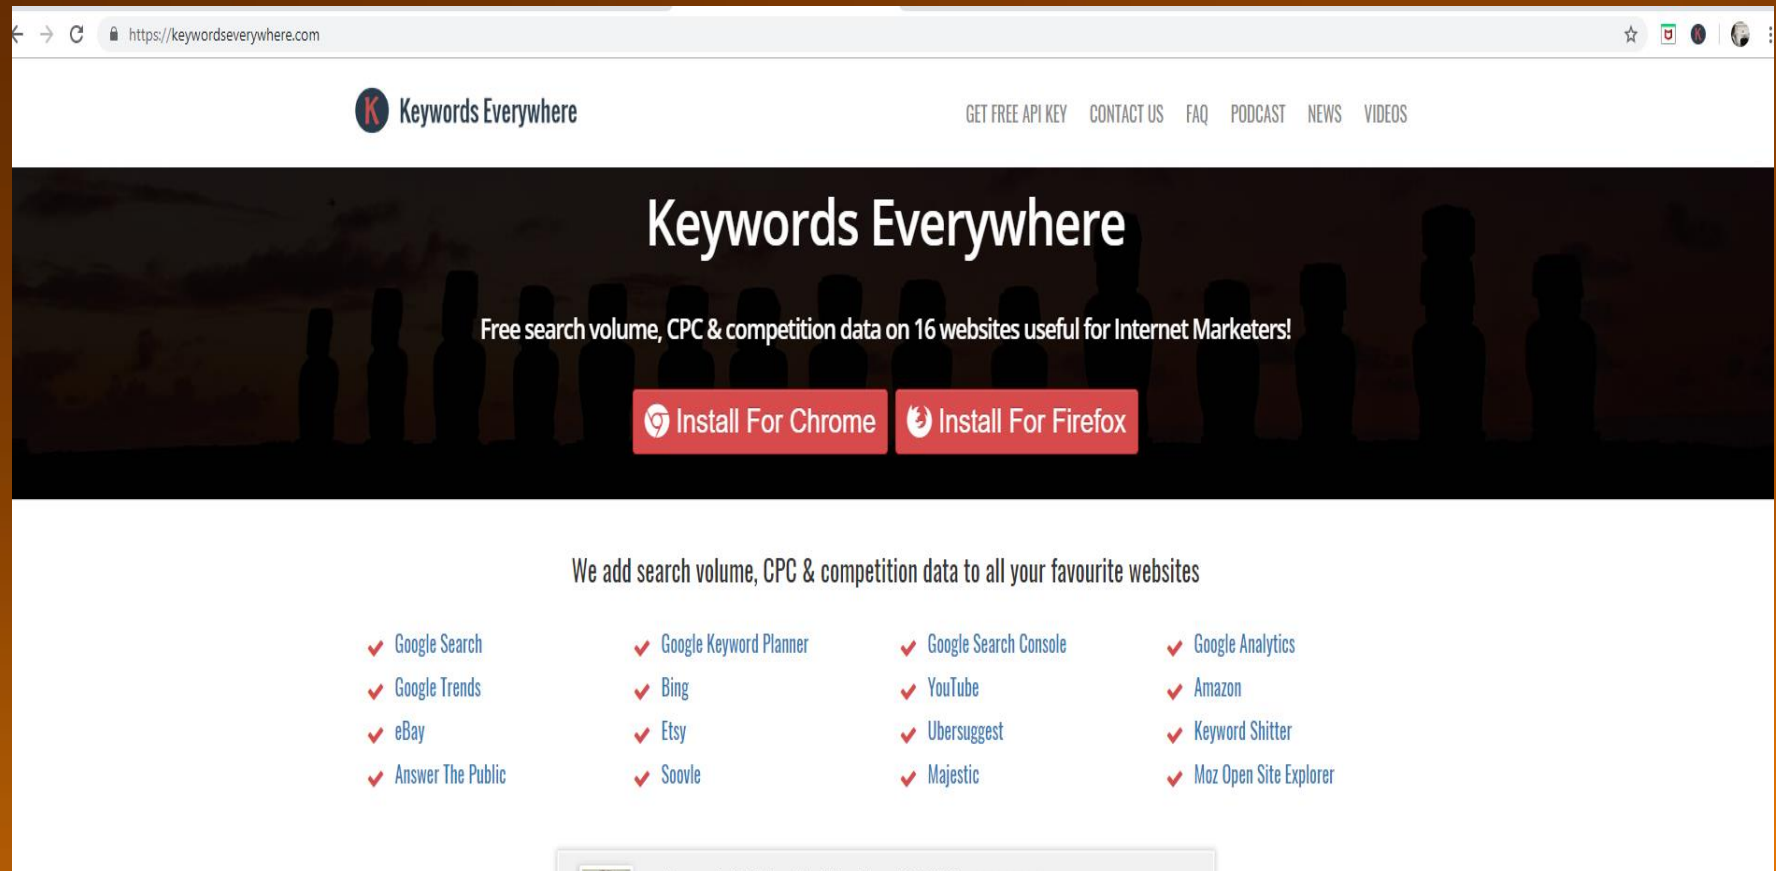 https://keywordseverywhere.com
K Keywords Everywhere
GET FREE API KEY CONTACT US FAQ PODCAST NEWS VIDEOS
Keywords Everywhere
Free search volume, CPC & competition data on 16 websites useful for Internet Marketers!
Install For Chrome Install For Firefox
We add search volume, CPC & competition data to all your favourite websites
Google Search Google Keyword Planner Google Search Console Google Analytics
Google Trends Bing YouTube Amazon
eBay Etsy Ubersuggest Keyword Shitter
Answer The Public Soovle Majestic Moz Open Site Explorer